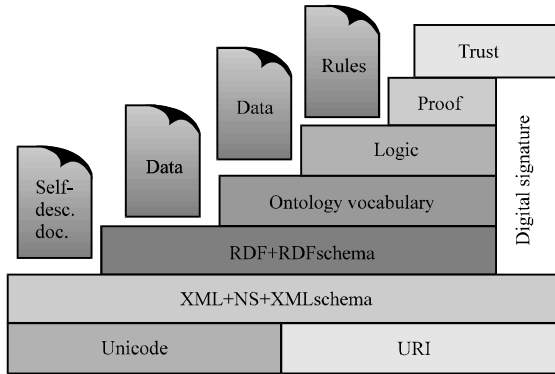 Trust
Rules
Proof
Data
Logic
Data
Self-
desc.
doc.
Ontology vocabulary
Digital signature
RDF+RDFschema
XML+NS+XMLschema
Unicode
URI